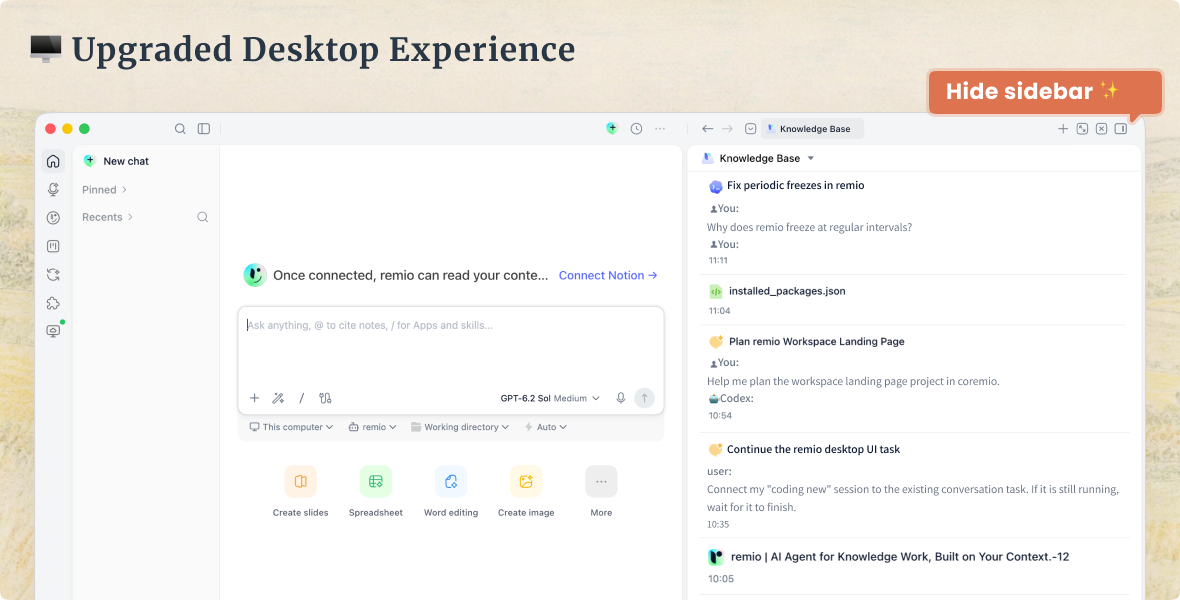 Upgraded Desktop Experience
Hide sidebar
Knowledge Base
New chat
Pinned
Recents
Once connected, remio can read your conte... Connect Notion →
Ask anything, @ to cite notes, / for Apps and skills...
GPT-6.2 Sol Medium
This computer remio Working directory Auto
Create slides Spreadsheet Word editing Create image More
Knowledge Base
Fix periodic freezes in remio
You:
Why does remio freeze at regular intervals?
You:
11:11
installed_packages.json
11:04
Plan remio Workspace Landing Page
You:
Help me plan the workspace landing page project in coremio.
Codex:
10:54
Continue the remio desktop UI task
user:
Connect my "coding new" session to the existing conversation task. If it is still running,
wait for it to finish.
10:35
remio | AI Agent for Knowledge Work, Built on Your Context.-12
10:05